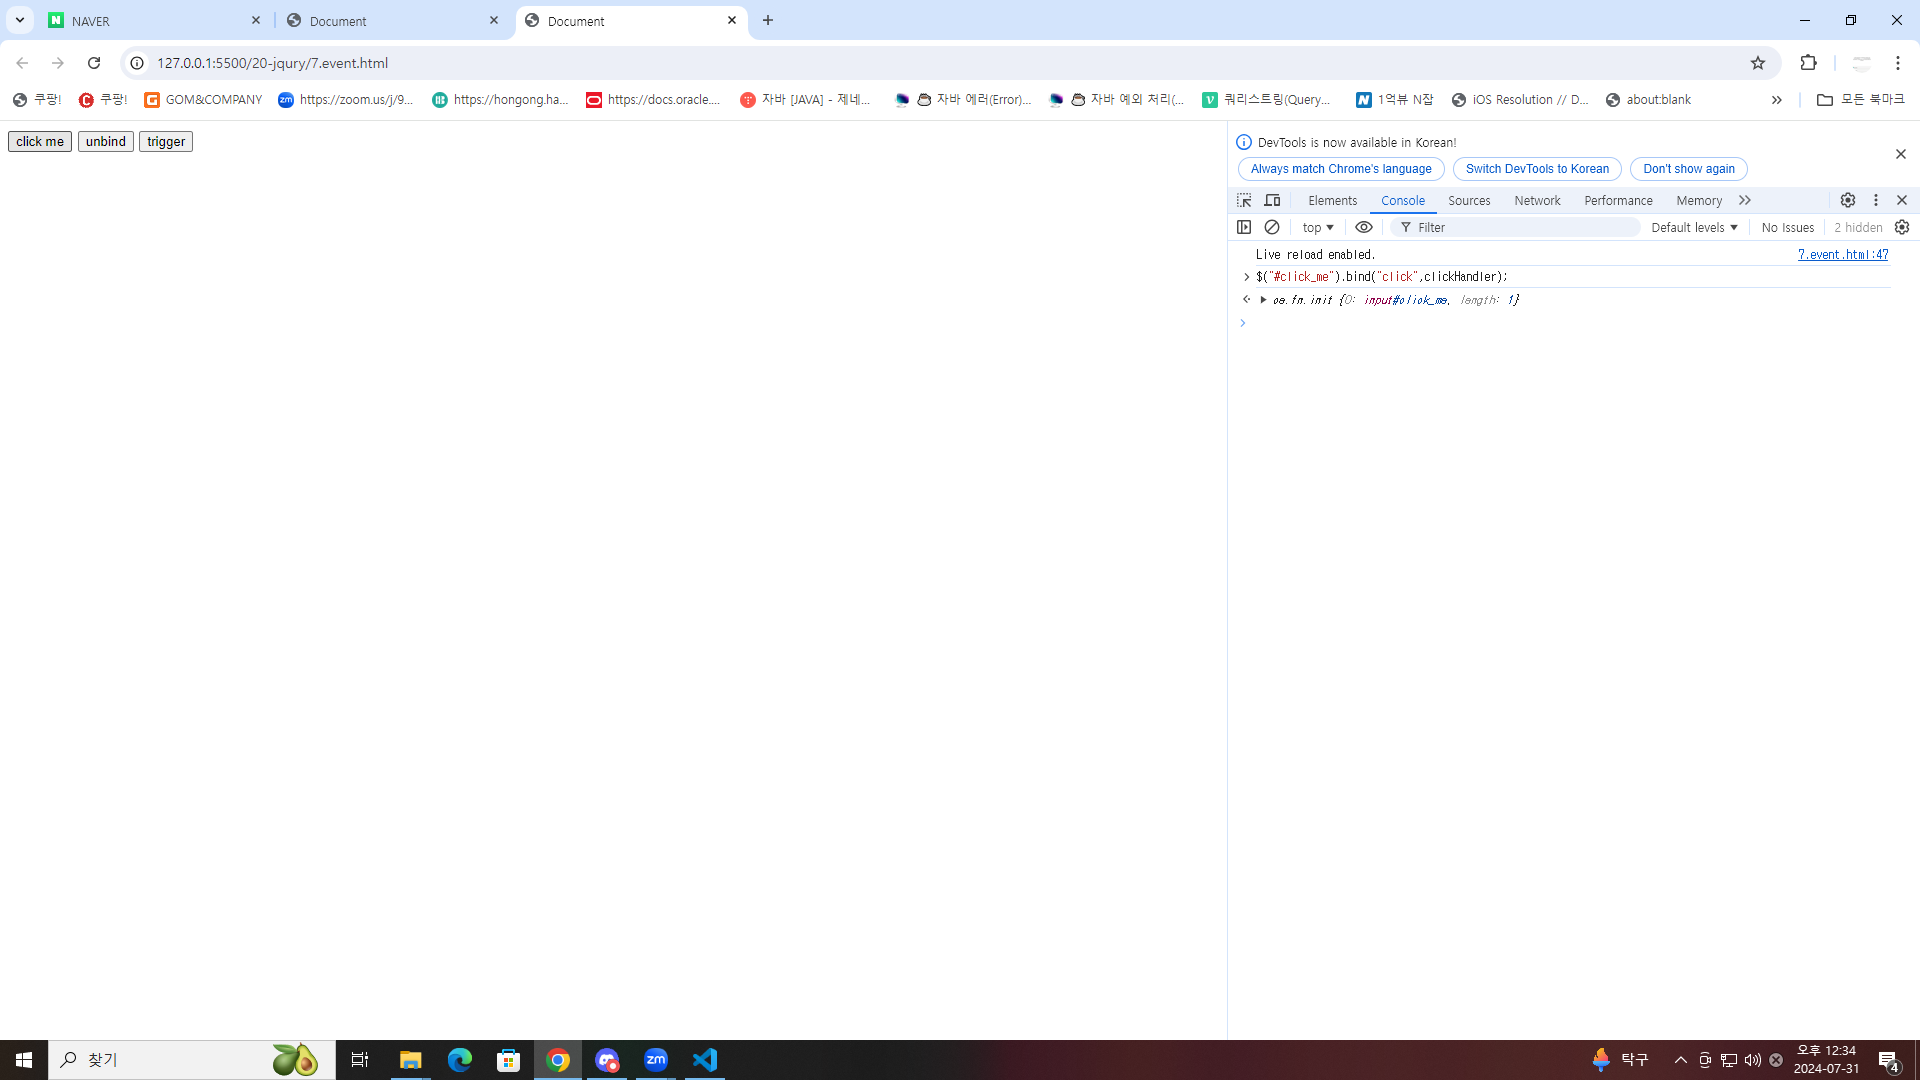 NAVER
Document
Document
127.0.0.1:5500/20-jqury/7.event.html
쿠팡!
쿠팡!
GOM&COMPANY
https://zoom.us/j/9...
https://hongong.ha...
https://docs.oracle....
자바 [JAVA] - 제네...
자바 에러(Error)...
자바 예외 처리(...
쿼리스트링(Query...
1억뷰 N잡
iOS Resolution // D...
about:blank
모든 북마크
click me
unbind
trigger
DevTools is now available in Korean!
Always match Chrome's language
Switch DevTools to Korean
Don't show again
Elements
Console
Sources
Network
Performance
Memory
top
Filter
Default levels
No Issues
2 hidden
Live reload enabled.
7.event.html:47
$("#click_me").bind("click",clickHandler);
ce.fn.init {0: input#click_me, length: 1}
찾기
zm
탁구
오후 12:34
2024-07-31
4